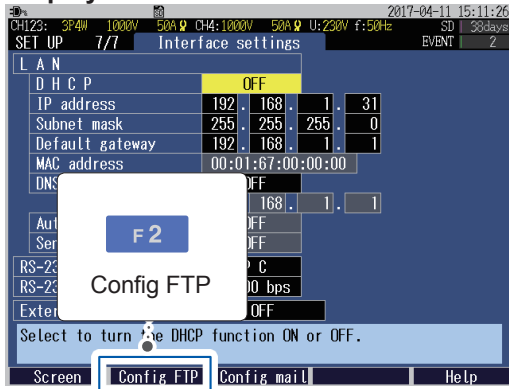 2017-04-11 15:11:26
CH123: 3P4W 1000V 50A CH4:1000V 50A U:230V f:50Hz SD 38days
SET UP 7/7 Interface settings EVENT 2
LAN
DHCP OFF
IP address 192. 168. 1. 31
Subnet mask 255. 255. 255. 0
Default gateway 192. 168. 1. 1
MAC address 00:01:67:00:00:00
DNS
168. 1. 1
Aut
Ser
RS-23 C
RS-23 bps
Exter OFF
F2
Config FTP
Select to turn the DHCP function ON or OFF.
Screen Config FTP Config mail Help